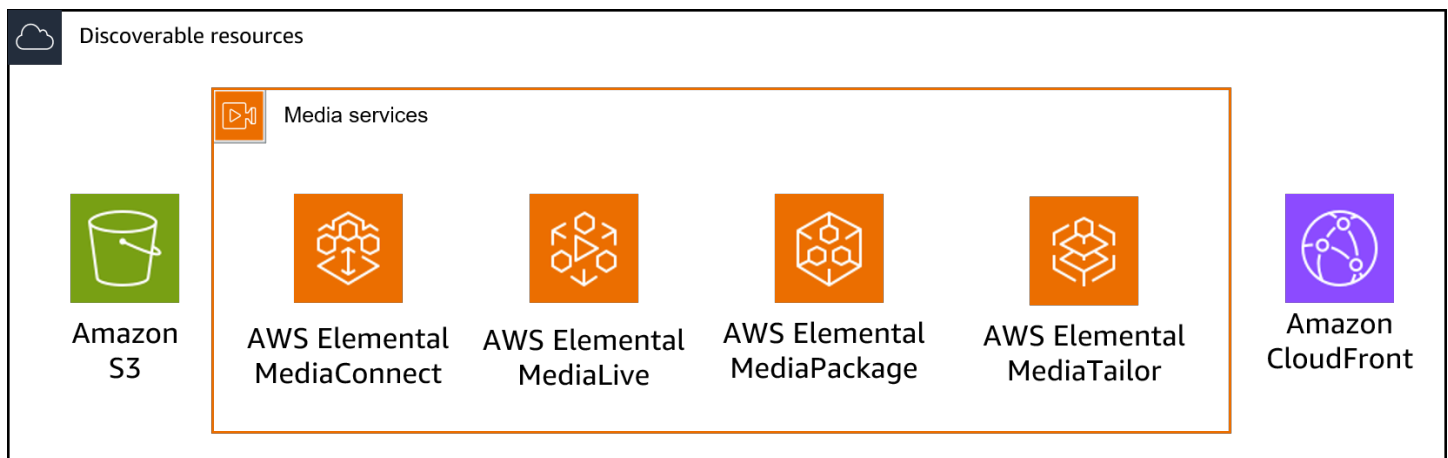 Discoverable resources
Media services
Amazon
S3
AWS Elemental
MediaConnect
AWS Elemental
MediaLive
AWS Elemental
MediaPackage
AWS Elemental
MediaTailor
Amazon
CloudFront